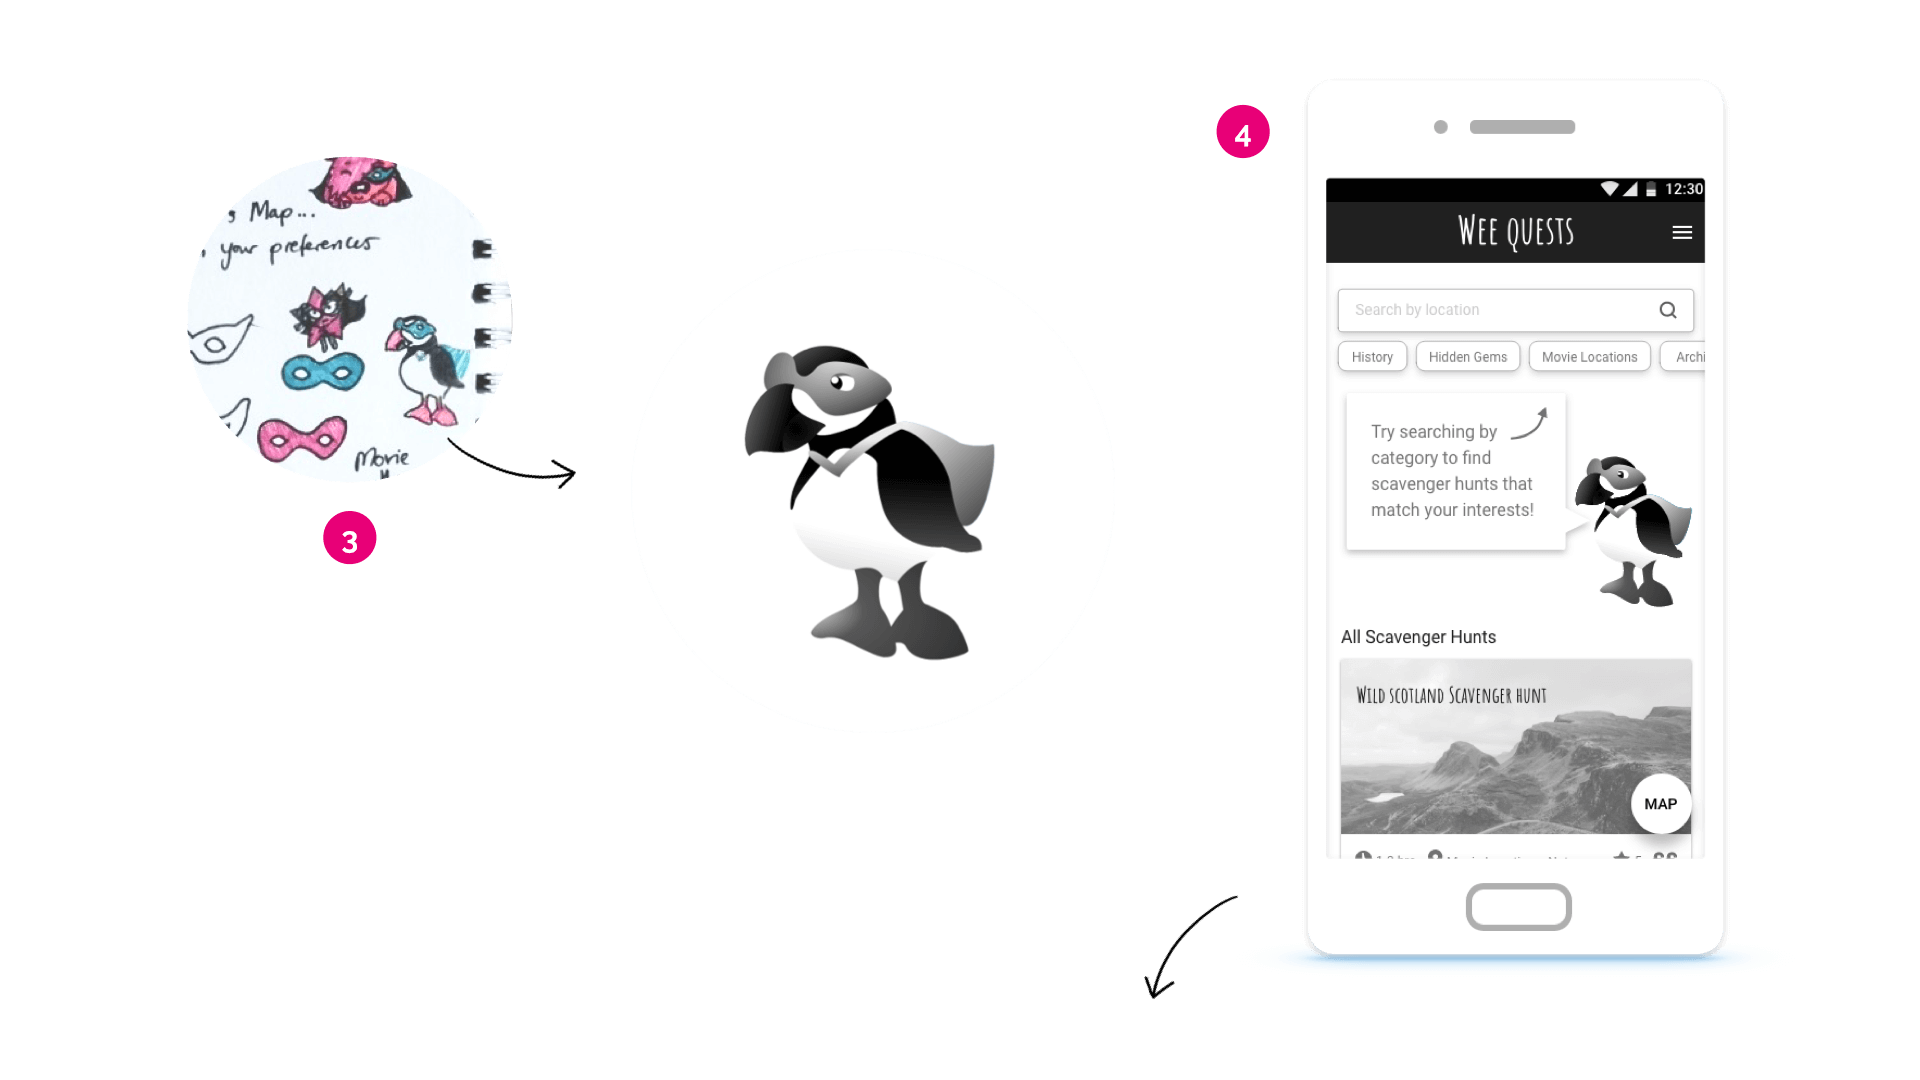 Map...
your preferences
Movie
3
4
12:30
WEE QUESTS
Search by location
History
Hidden Gems
Movie Locations
Archi
Try searching by
category to find
scavenger hunts that
match your interests!
All Scavenger Hunts
WILD SCOTLAND SCAVENGER HUNT
MAP